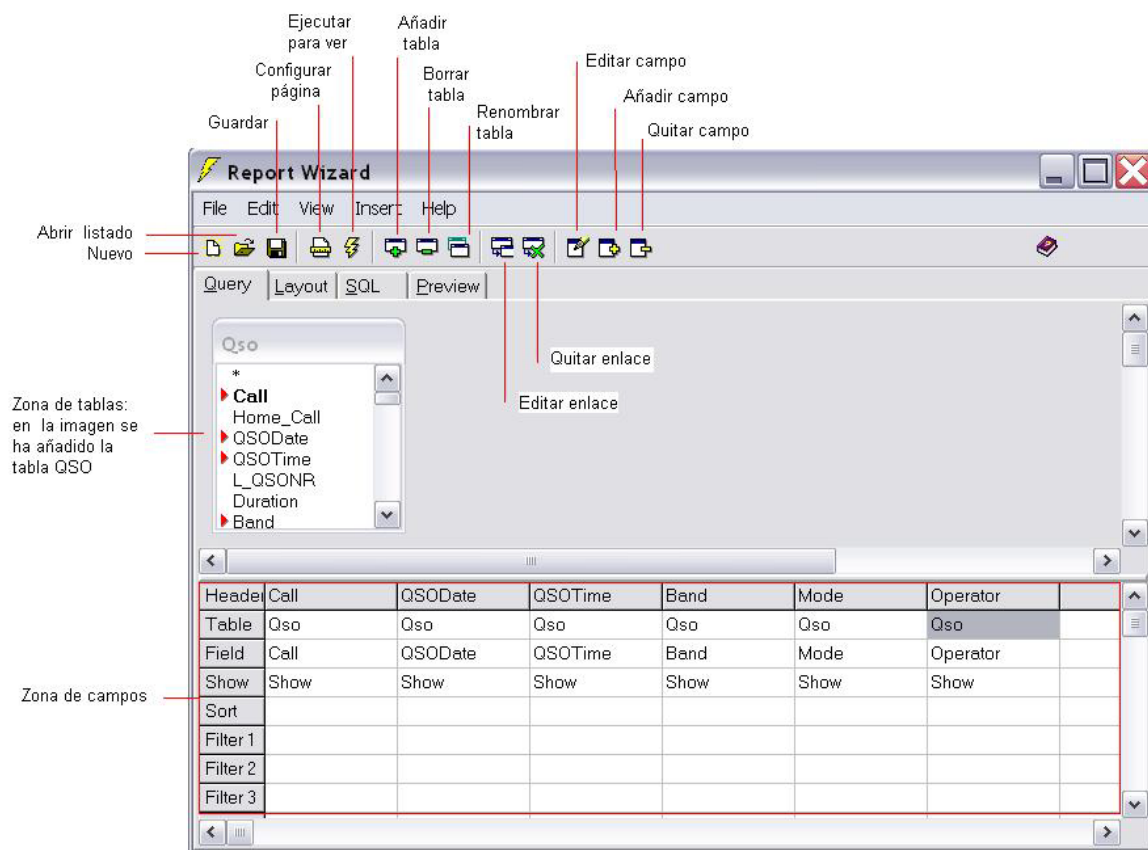 Ejecutar
para ver
Añadir
tabla
Configurar
página
Borrar
tabla
Editar campo
Añadir campo
Guardar
Renombrar
tabla
Quitar campo
Report Wizard
File Edit View Insert Help
Abrir listado
Nuevo
Query Layout SQL Preview
Qso
*
Call
Home_Call
QSODate
QSOTime
L_QSONR
Duration
Band
Quitar enlace
Editar enlace
Zona de tablas:
en la imagen se
ha añadido la
tabla QSO
Header Call QSODate QSOTime Band Mode Operator
Table Qso Qso Qso Qso Qso Qso
Field Call QSODate QSOTime Band Mode Operator
Show Show Show Show Show Show Show
Zona de campos
Sort
Filter 1
Filter 2
Filter 3